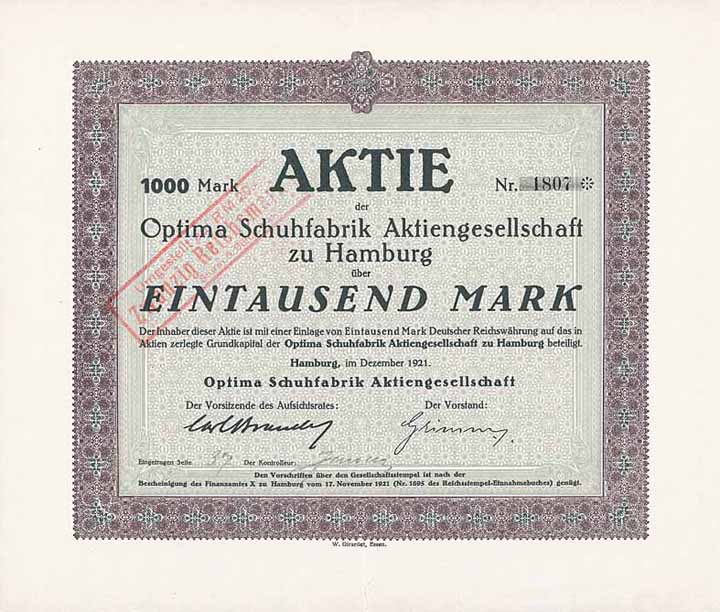 AKTIE
1000 Mark
Nr. 1807
der
Optima Schuhfabrik Aktiengesellschaft
zu Hamburg
über
EINTAUSEND MARK
Der Inhaber dieser Aktie ist mit einer Einlage von Eintausend Mark Deutscher Reichswährung auf das in
Aktien zerlegte Grundkapital der Optima Schuhfabrik Aktiengesellschaft zu Hamburg beteiligt.
Hamburg, im Dezember 1921.
Optima Schuhfabrik Aktiengesellschaft
Der Vorsitzende des Aufsichtsrates: Der Vorstand:
Eingetragen Seite 37 Der Kontrolleur:
Den Vorschriften über den Gesellschaftsstempel ist nach der
Bescheinigung des Finanzamtes X zu Hamburg vom 17. November 1921 (Nr. 1695 des Reichsstempel-Einnahmebuches) genügt.
W. Girardet, Essen.